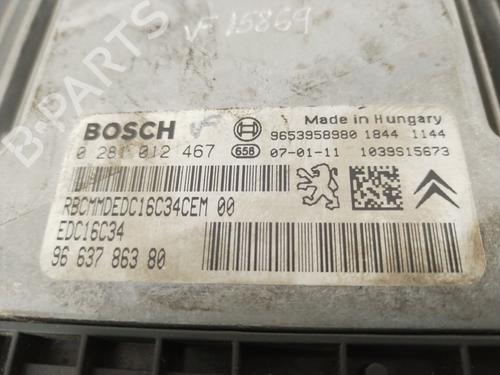 VF 15869
Made in Hungary
BOSCH VF
9653958980 1844 1144
0 281 012 467 658 07-01-11 1039S15673
RBCMMDEDC16C34CEM 00
EDC16C34
96 637 863 80
B-PARTS